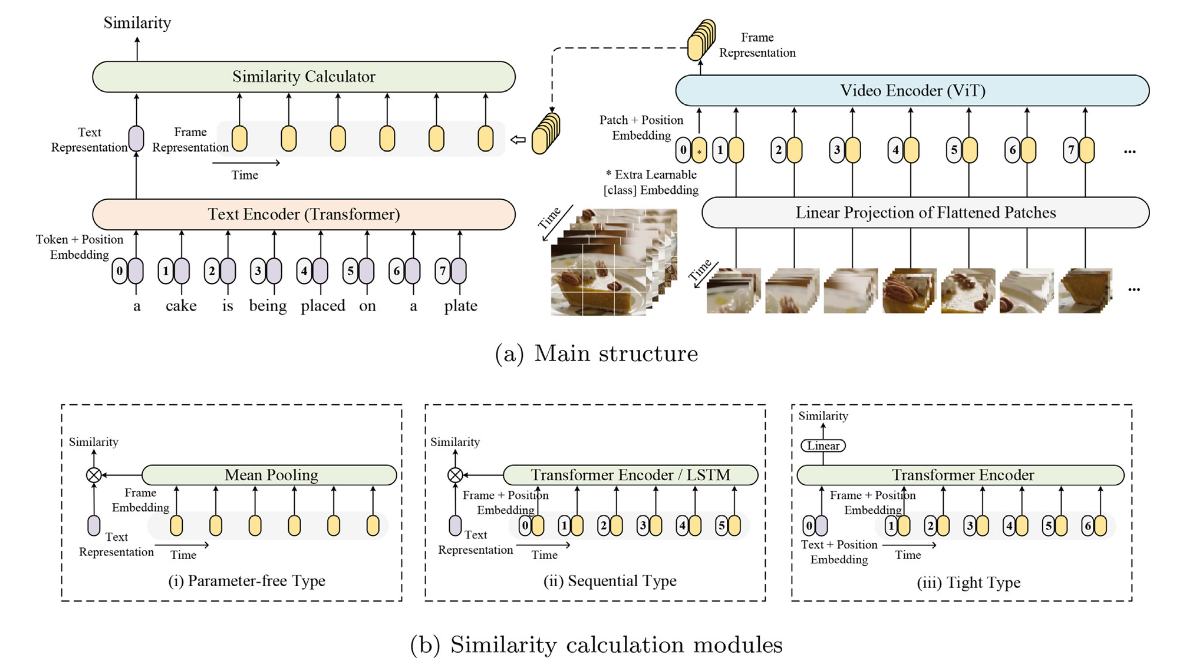 Similarity
Similarity Calculator
Text
Representation
Frame
Representation
Time
Text Encoder (Transformer)
Token + Position
Embedding
0 1 2 3 4 5 6 7
a cake is being placed on a plate
Frame
Representation
Video Encoder (ViT)
Patch + Position
Embedding
0 * 1 2 3 4 5 6 7 ...
* Extra Learnable
[class] Embedding
Linear Projection of Flattened Patches
Time
Time
...
(a) Main structure
Similarity
Mean Pooling
Frame
Embedding
Text
Representation
Time
(i) Parameter-free Type
Similarity
Transformer Encoder / LSTM
Frame + Position
Embedding
0 1 2 3 4 5
Text
Representation
Time
(ii) Sequential Type
Similarity
Linear
Transformer Encoder
Frame + Position
Embedding
0 1 2 3 4 5 6
Text + Position
Embedding
Time
(iii) Tight Type
(b) Similarity calculation modules